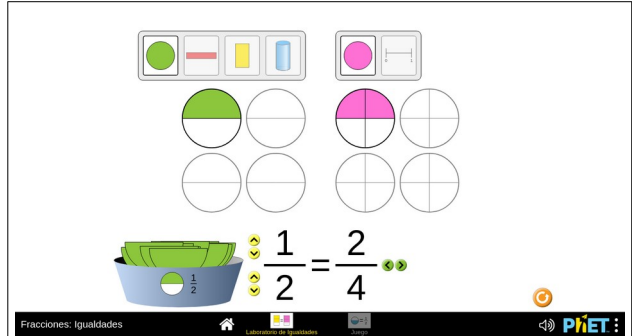 1
2
1
2
=
2
4
Fracciones: Igualdades
Laboratorio de Igualdades
Juego
PhET